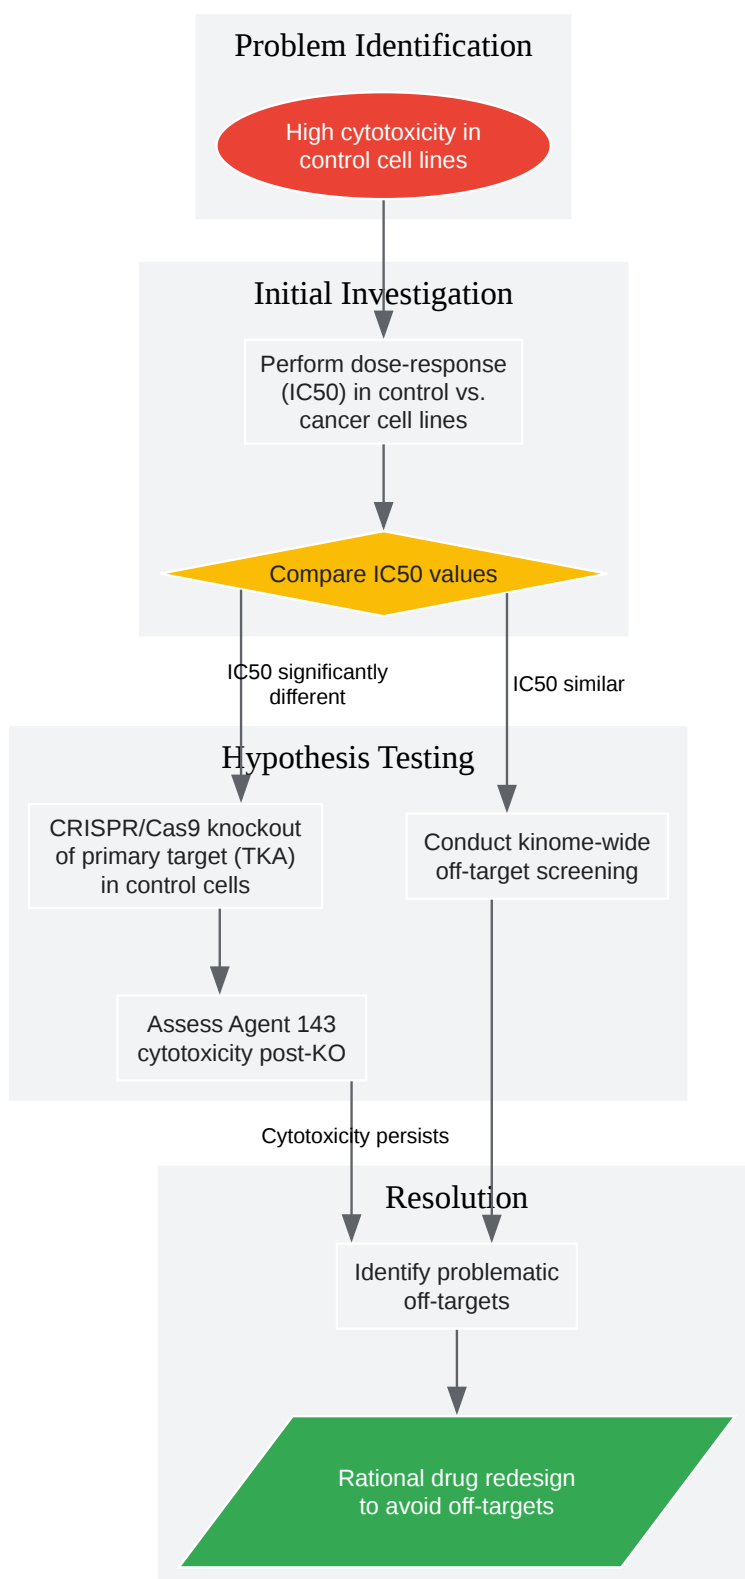 Problem Identification
High cytotoxicity in
control cell lines
Initial Investigation
Perform dose-response
(IC50) in control vs.
cancer cell lines
Compare IC50 values
IC50 significantly
different
IC50 similar
Hypothesis Testing
CRISPR/Cas9 knockout
of primary target (TKA)
in control cells
Conduct kinome-wide
off-target screening
Assess Agent 143
cytotoxicity post-KO
Cytotoxicity persists
Resolution
Identify problematic
off-targets
Rational drug redesign
to avoid off-targets